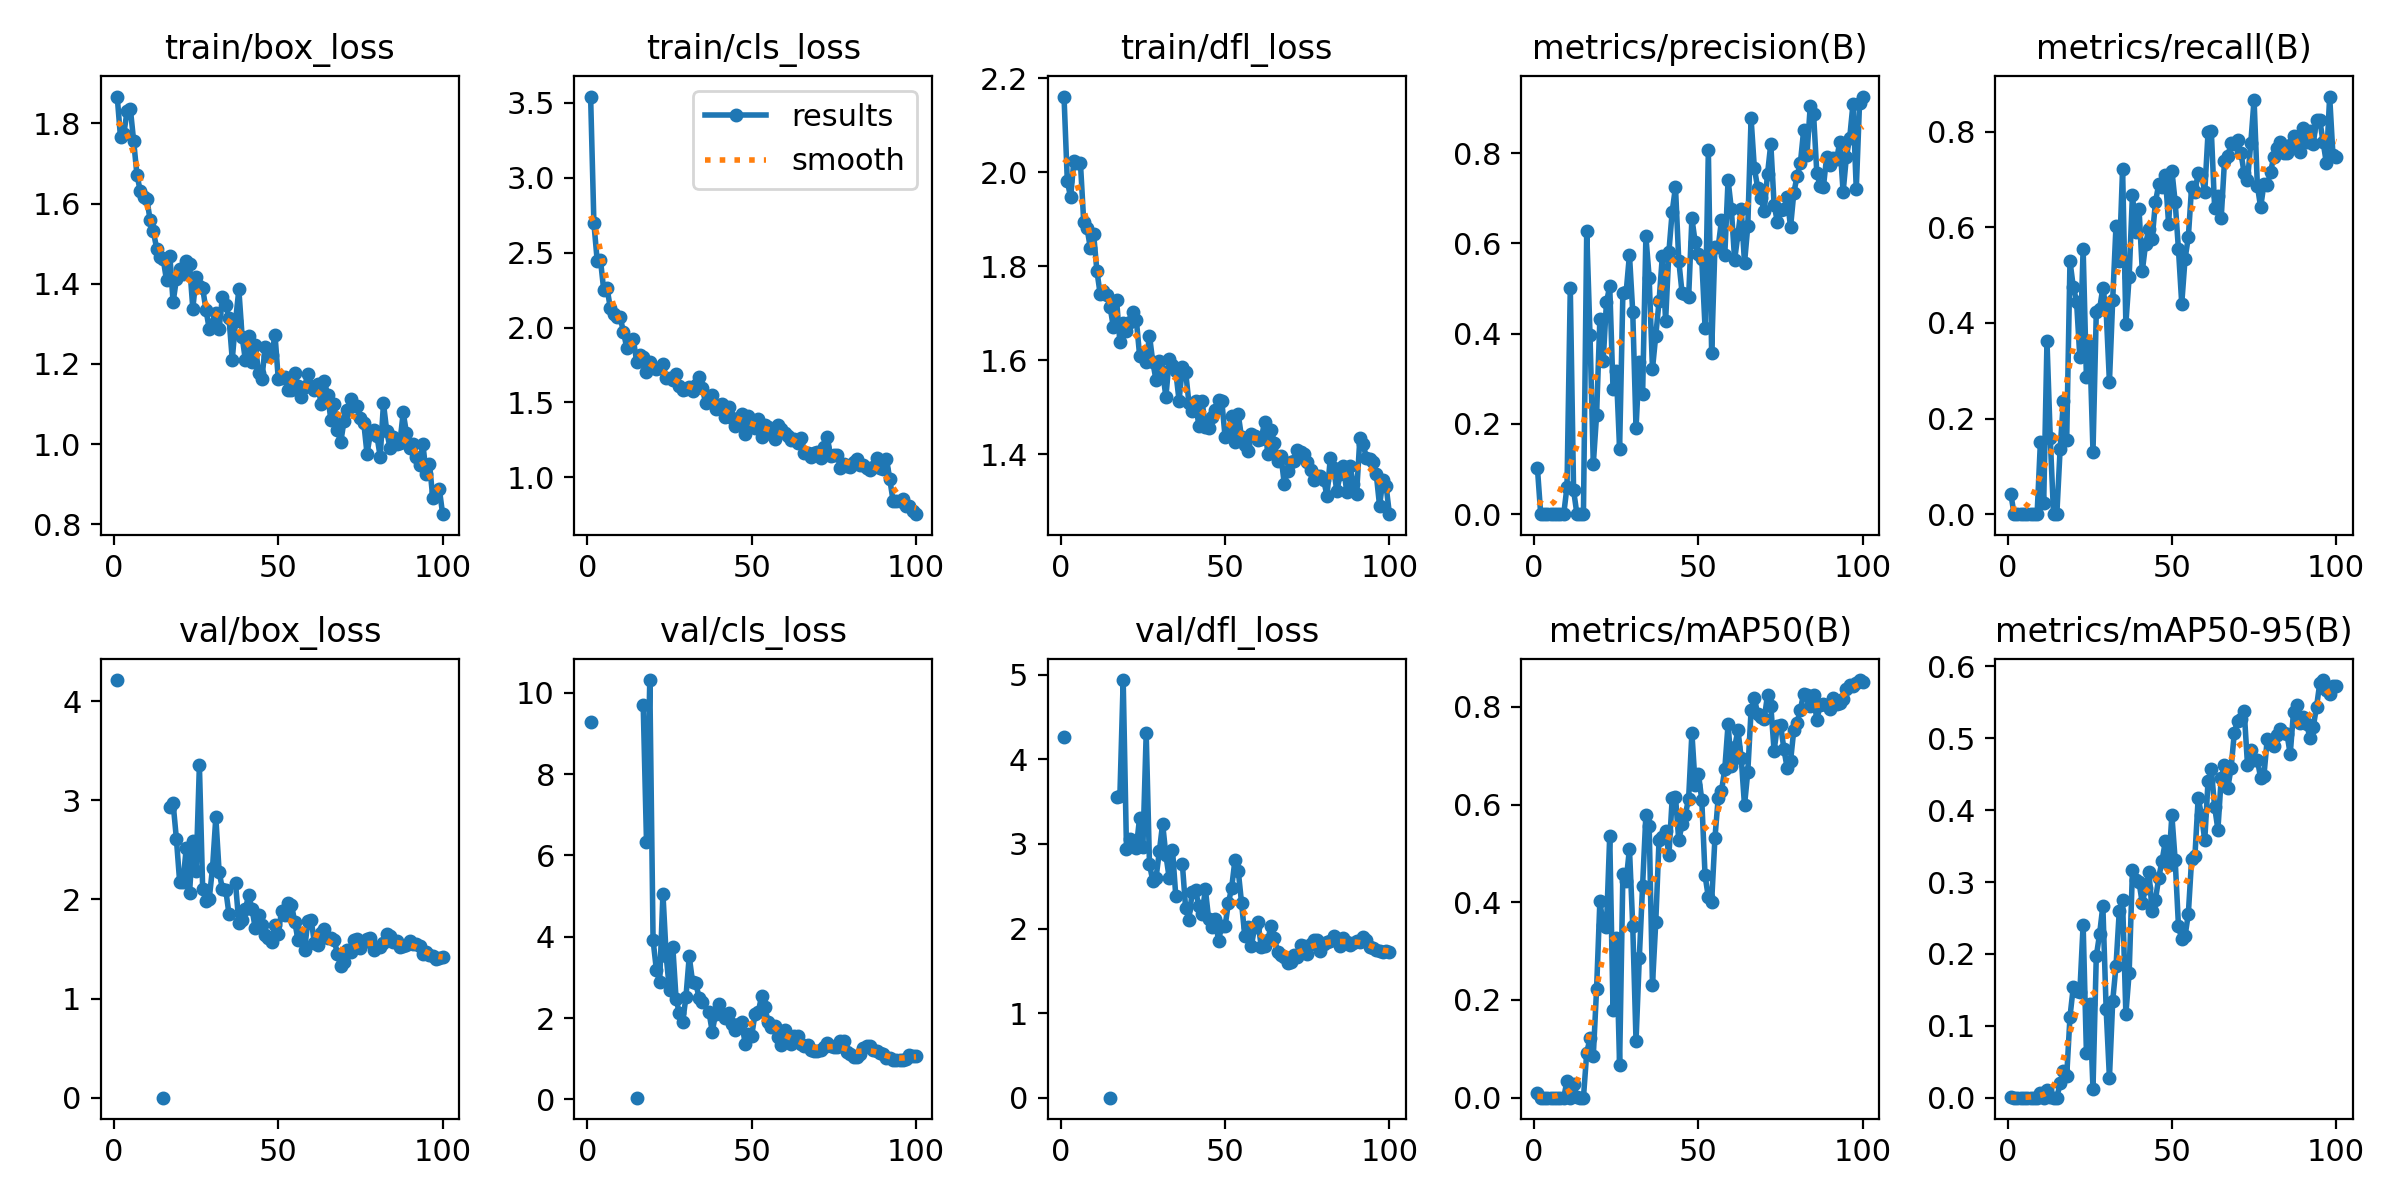 train/box_loss
1.8
1.6
1.4
1.2
1.0
0.8
0 50 100
train/cls_loss
results
smooth
3.5
3.0
2.5
2.0
1.5
1.0
0 50 100
train/dfl_loss
2.2
2.0
1.8
1.6
1.4
0 50 100
metrics/precision(B)
0.8
0.6
0.4
0.2
0.0
0 50 100
metrics/recall(B)
0.8
0.6
0.4
0.2
0.0
0 50 100
val/box_loss
4
3
2
1
0
0 50 100
val/cls_loss
10
8
6
4
2
0
0 50 100
val/dfl_loss
5
4
3
2
1
0
0 50 100
metrics/mAP50(B)
0.8
0.6
0.4
0.2
0.0
0 50 100
metrics/mAP50-95(B)
0.6
0.5
0.4
0.3
0.2
0.1
0.0
0 50 100